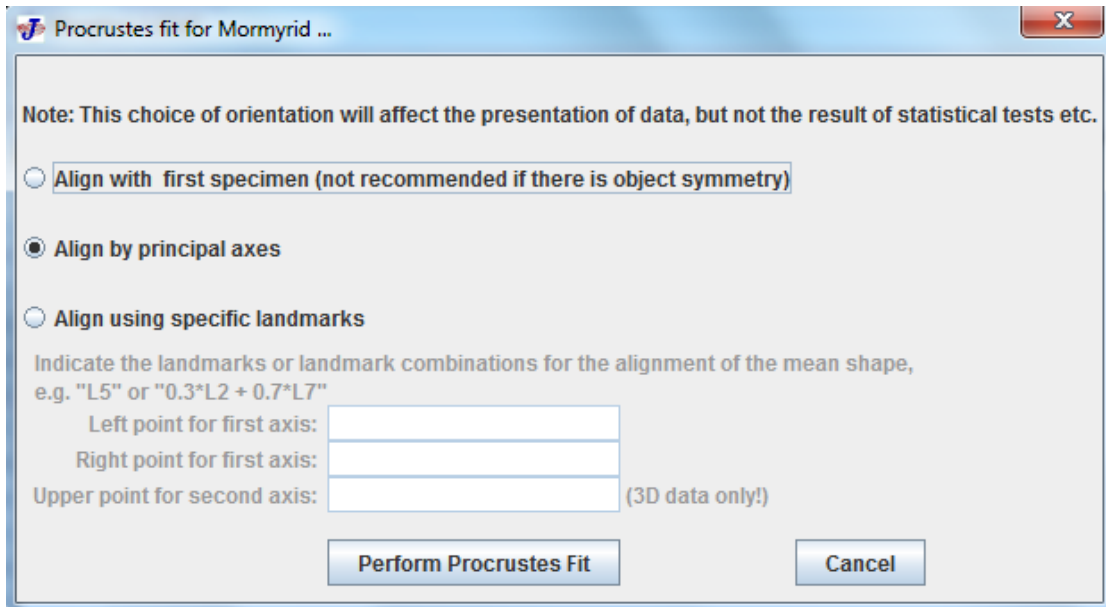 Procrustes fit for Mormyrid ...
Note: This choice of orientation will affect the presentation of data, but not the result of statistical tests etc.
Align with  first specimen (not recommended if there is object symmetry)
Align by principal axes
Align using specific landmarks
Indicate the landmarks or landmark combinations for the alignment of the mean shape,
e.g. "L5" or "0.3*L2 + 0.7*L7"
Left point for first axis:
Right point for first axis:
Upper point for second axis: (3D data only!)
Perform Procrustes Fit Cancel